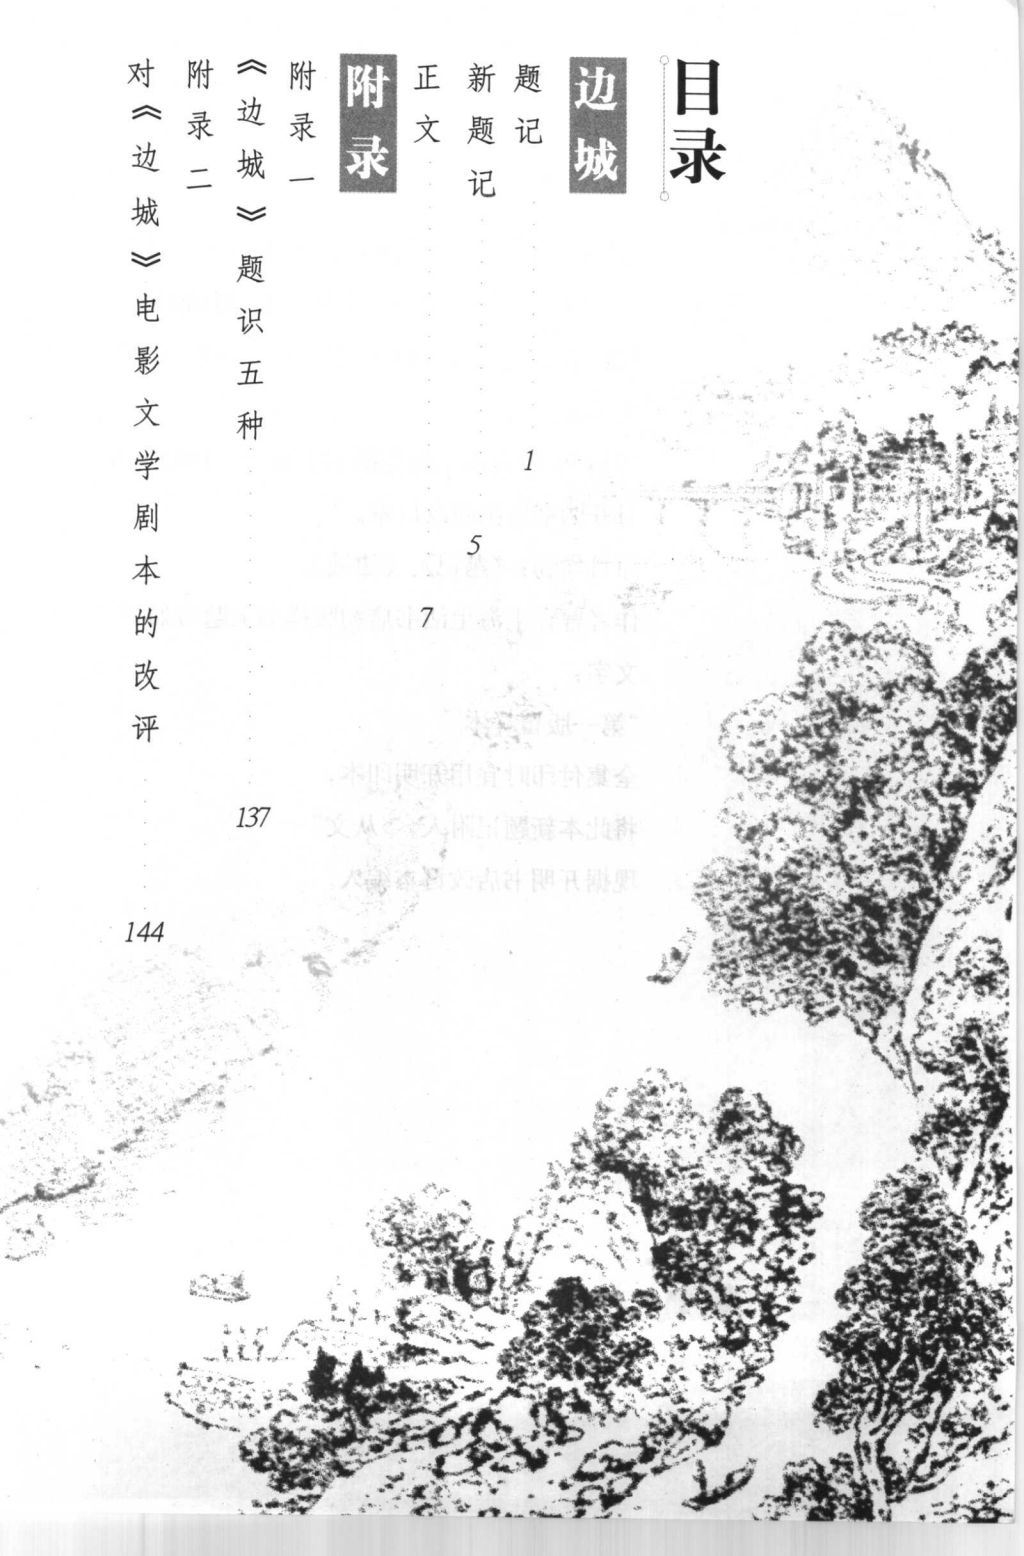 目录
边城
题记 1
新题记 5
正文 7
附录
附录一
《边城》题识五种 137
附录二
对《边城》电影文学剧本的改评 144